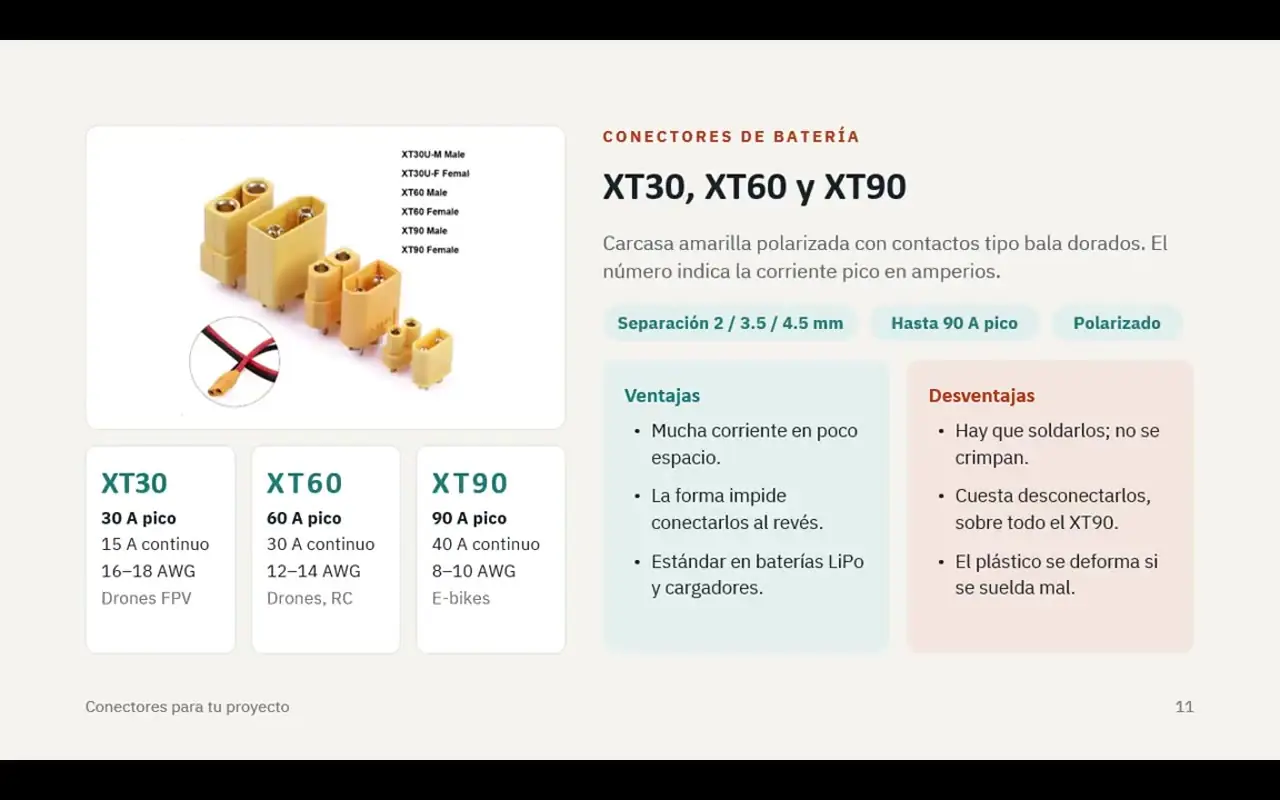 XT30U-M Male
XT30U-F Femal
XT60 Male
XT60 Female
XT90 Male
XT90 Female
XT30
30 A pico
15 A continuo
16–18 AWG
Drones FPV
XT60
60 A pico
30 A continuo
12–14 AWG
Drones, RC
XT90
90 A pico
40 A continuo
8–10 AWG
E-bikes
CONECTORES DE BATERÍA
XT30, XT60 y XT90
Carcasa amarilla polarizada con contactos tipo bala dorados. El
número indica la corriente pico en amperios.
Separación 2 / 3.5 / 4.5 mm
Hasta 90 A pico
Polarizado
Ventajas
• Mucha corriente en poco
espacio.
• La forma impide
conectarlos al revés.
• Estándar en baterías LiPo
y cargadores.
Desventajas
• Hay que soldarlos; no se
crimpan.
• Cuesta desconectarlos,
sobre todo el XT90.
• El plástico se deforma si
se suelda mal.
Conectores para tu proyecto
11